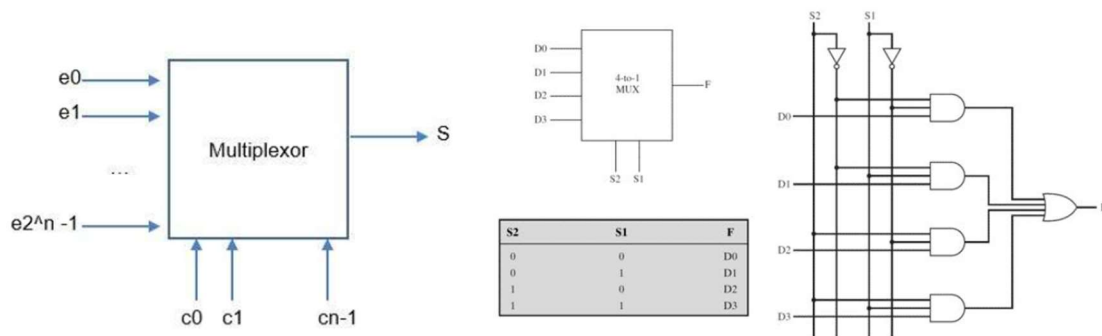 e0
e1
...
e2^n -1
Multiplexor
S
c0 c1 cn-1
D0
D1
D2
D3
4-to-1
MUX
F
S2 S1
S2 S1 F
0 0 D0
0 1 D1
1 0 D2
1 1 D3
S2 S1
D0
D1
D2
D3